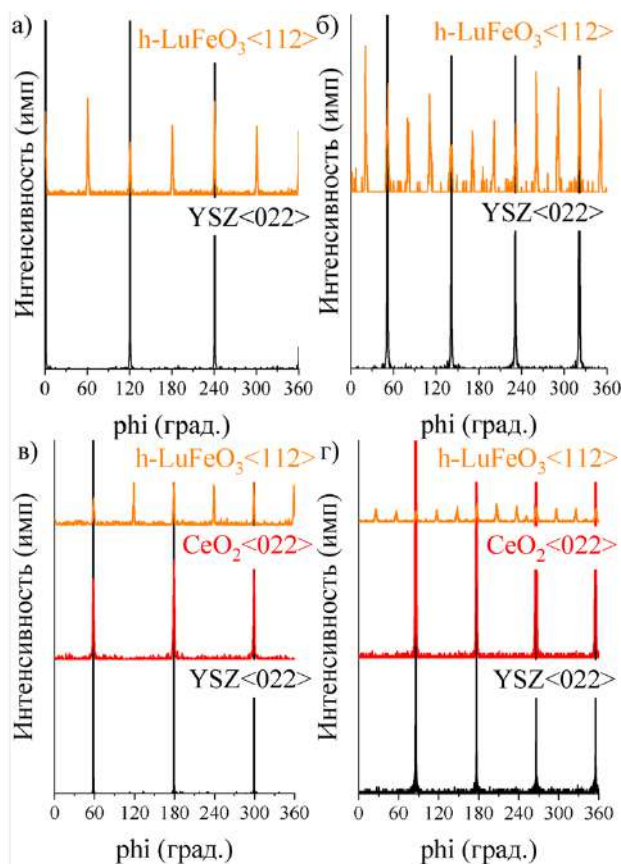 а)
h-LuFeO3<112>
YSZ<022>
Интенсивность (имп)
0 60 120 180 240 300 360
phi (град.)
б)
h-LuFeO3<112>
YSZ<022>
Интенсивность (имп)
0 60 120 180 240 300 360
phi (град.)
в)
h-LuFeO3<112>
CeO2<022>
YSZ<022>
Интенсивность (имп)
0 60 120 180 240 300 360
phi (град.)
г)
h-LuFeO3<112>
CeO2<022>
YSZ<022>
Интенсивность (имп)
0 60 120 180 240 300 360
phi (град.)